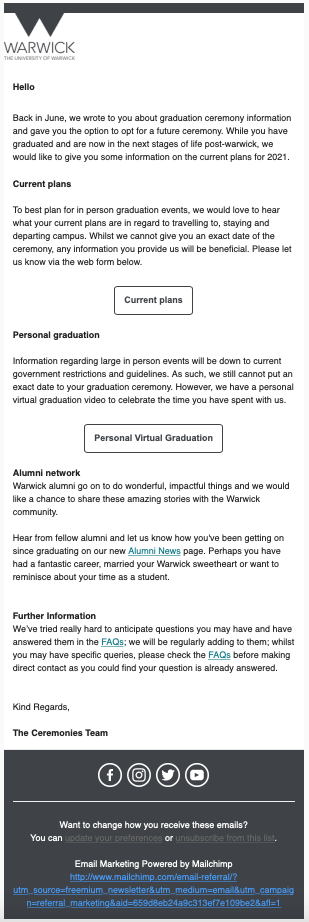 WARWICK
THE UNIVERSITY OF WARWICK
Hello
Back in June, we wrote to you about graduation ceremony information
and gave you the option to opt for a future ceremony. While you have
graduated and are now in the next stages of life post-warwick, we
would like to give you some information on the current plans for 2021.
Current plans
To best plan for in person graduation events, we would love to hear
what your current plans are in regard to travelling to, staying and
departing campus. Whilst we cannot give you an exact date of the
ceremony, any information you provide us will be beneficial. Please let
us know via the web form below.
Current plans
Personal graduation
Information regarding large in person events will be down to current
government restrictions and guidelines. As such, we still cannot put an
exact date to your graduation ceremony. However, we have a personal
virtual graduation video to celebrate the time you have spent with us.
Personal Virtual Graduation
Alumni network
Warwick alumni go on to do wonderful, impactful things and we would
like a chance to share these amazing stories with the Warwick
community.
Hear from fellow alumni and let us know how you've been getting on
since graduating on our new Alumni News page. Perhaps you have
had a fantastic career, married your Warwick sweetheart or want to
reminisce about your time as a student.
Further Information
We've tried really hard to anticipate questions you may have and have
answered them in the FAQs; we will be regularly adding to them; whilst
you may have specific queries, please check the FAQs before making
direct contact as you could find your question is already answered.
Kind Regards,
The Ceremonies Team
Want to change how you receive these emails?
You can update your preferences or unsubscribe from this list.
Email Marketing Powered by Mailchimp
http://www.mailchimp.com/email-referral/?
utm_source=freemium_newsletter&utm_medium=email&utm_campaig
n=referral_marketing&aid=659d8eb24a9c313ef7e109be2&afl=1